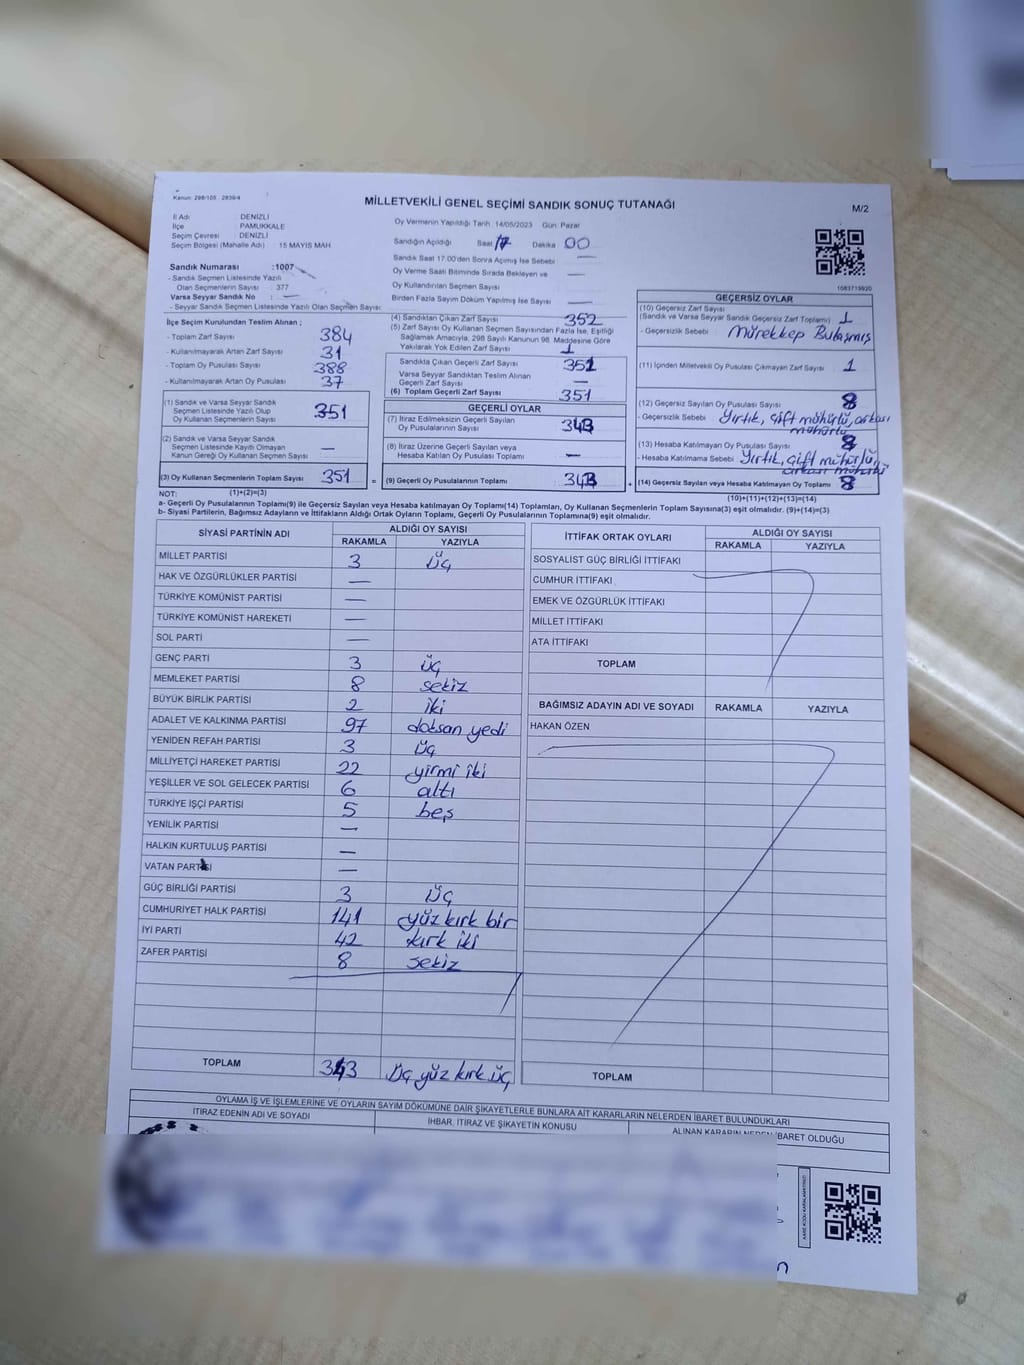 Kanun: 298/105 2839/4
MİLLETVEKİLİ GENEL SEÇİMİ SANDIK SONUÇ TUTANAĞI
M/2
İl Adı : DENİZLİ
İlçe : PAMUKKALE
Seçim Çevresi : DENİZLİ
Seçim Bölgesi (Mahalle Adı) : 15 MAYIS MAH.
Oy Vermenin Yapıldığı Tarih :14/05/2023 Gün: Pazar
Sandığın Açıldığı Saat 17 Dakika 00
Sandık Saat 17.00'den Sonra Açılmış İse Sebebi —
Oy Verme Saati Bitiminde Sırada Bekleyen ve
Oy Kullandırılan Seçmen Sayısı —
Birden Fazla Sayım Döküm Yapılmış İse Sayısı —
1083719920
Sandık Numarası :1007
- Sandık Seçmen Listesinde Yazılı
Olan Seçmenlerin Sayısı : 377
Varsa Seyyar Sandık No : —
- Seyyar Sandık Seçmen Listesinde Yazılı Olan Seçmen Sayısı:
İlçe Seçim Kurulundan Teslim Alınan ;
- Toplam Zarf Sayısı 384
- Kullanılmayarak Artan Zarf Sayısı 31
- Toplam Oy Pusulası Sayısı 388
- Kullanılmayarak Artan Oy Pusulası 37
(1) Sandık ve Varsa Seyyar Sandık
Seçmen Listesinde Yazılı Olup
Oy Kullanan Seçmenlerin Sayısı 351
(2) Sandık ve Varsa Seyyar Sandık
Seçmen Listesinde Kaydı Olmayan
Kanun Gereği Oy Kullanan Seçmen Sayısı —
(3) Oy Kullanan Seçmenlerin Toplam Sayısı 351
(4) Sandıktan Çıkan Zarf Sayısı 352
(5) Zarf Sayısı Oy Kullanan Seçmen Sayısından Fazla İse, Eşitliği
Sağlamak Amacıyla, 298 Sayılı Kanunun 98. Maddesine Göre
Yakılarak Yok Edilen Zarf Sayısı 1
Sandıkta Çıkan Geçerli Zarf Sayısı 351
Varsa Seyyar Sandıktan Teslim Alınan
Geçerli Zarf Sayısı —
(6) Toplam Geçerli Zarf Sayısı 351
GEÇERLİ OYLAR
(7) İtiraz Edilmeksizin Geçerli Sayılan
Oy Pusulalarının Sayısı 343
(8) İtiraz Üzerine Geçerli Sayılan veya
Hesaba Katılan Oy Pusulası Toplamı —
= (9) Geçerli Oy Pusulalarının Toplamı 343
GEÇERSİZ OYLAR
(10) Geçersiz Zarf Sayısı
(Sandık ve Varsa Seyyar Sandık Geçersiz Zarf Toplamı) 1
- Geçersizlik Sebebi Mürekkep Bulaşmış
(11) İçinden Milletvekili Oy Pusulası Çıkmayan Zarf Sayısı 1
(12) Geçersiz Sayılan Oy Pusulası Sayısı 8
- Geçersizlik Sebebi Yırtık, çift mühürlü, arkası
mühürlü
(13) Hesaba Katılmayan Oy Pusulası Sayısı 8
- Hesaba Katılmama Sebebi Yırtık, çift mühürlü,
arkası mühürlü
+ (14) Geçersiz Sayılan veya Hesaba Katılmayan Oy Toplamı 8
NOT: (1)+(2)=(3)
(10)+(11)+(12)+(13)=(14)
a- Geçerli Oy Pusulasının Toplamı(9) ile Geçersiz Sayılan veya Hesaba katılmayan Oy Toplamı(14) Toplamları, Oy Kullanan Seçmenlerin Toplam Sayısına(3) eşit olmalıdır. (9)+(14)=(3)
b- Siyasi Partilerin, Bağımsız Adayların ve İttifakların Aldığı Ortak Oyların Toplamı, Geçerli Oy Pusulalarının Toplamına(9) eşit olmalıdır.
SİYASİ PARTİNİN ADI ALDIĞI OY SAYISI
RAKAMLA YAZIYLA
MİLLET PARTİSİ 3 üç
HAK VE ÖZGÜRLÜKLER PARTİSİ —
TÜRKİYE KOMÜNİST PARTİSİ —
TÜRKİYE KOMÜNİST HAREKETİ —
SOL PARTİ —
GENÇ PARTİ 3 üç
MEMLEKET PARTİSİ 8 sekiz
BÜYÜK BİRLİK PARTİSİ 2 iki
ADALET VE KALKINMA PARTİSİ 97 doksan yedi
YENİDEN REFAH PARTİSİ 3 üç
MİLLİYETÇİ HAREKET PARTİSİ 22 yirmi iki
YEŞİLLER VE SOL GELECEK PARTİSİ 6 altı
TÜRKİYE İŞÇİ PARTİSİ 5 beş
YENİLİK PARTİSİ —
HALKIN KURTULUŞ PARTİSİ —
VATAN PARTİSİ —
GÜÇ BİRLİĞİ PARTİSİ 3 üç
CUMHURİYET HALK PARTİSİ 141 yüz kırk bir
İYİ PARTİ 42 kırk iki
ZAFER PARTİSİ 8 sekiz
TOPLAM 343 Üç yüz kırk üç
İTTİFAK ORTAK OYLARI ALDIĞI OY SAYISI
RAKAMLA YAZIYLA
SOSYALİST GÜÇ BİRLİĞİ İTTİFAKI
CUMHUR İTTİFAKI
EMEK VE ÖZGÜRLÜK İTTİFAKI
MİLLET İTTİFAKI
ATA İTTİFAKI
TOPLAM
BAĞIMSIZ ADAYIN ADI VE SOYADI RAKAMLA YAZIYLA
HAKAN ÖZEN
TOPLAM
OYLAMA İŞ VE İŞLEMLERİNE VE OYLARIN SAYIM DÖKÜMÜNE DAİR ŞİKAYETLERLE BUNLARA AİT KARARLARIN NELERDEN İBARET BULUNDUKLARI
İTİRAZ EDENİN ADI VE SOYADI İHBAR, İTİRAZ VE ŞİKAYETİN KONUSU ALINAN KARARIN NEDEN İBARET OLDUĞU